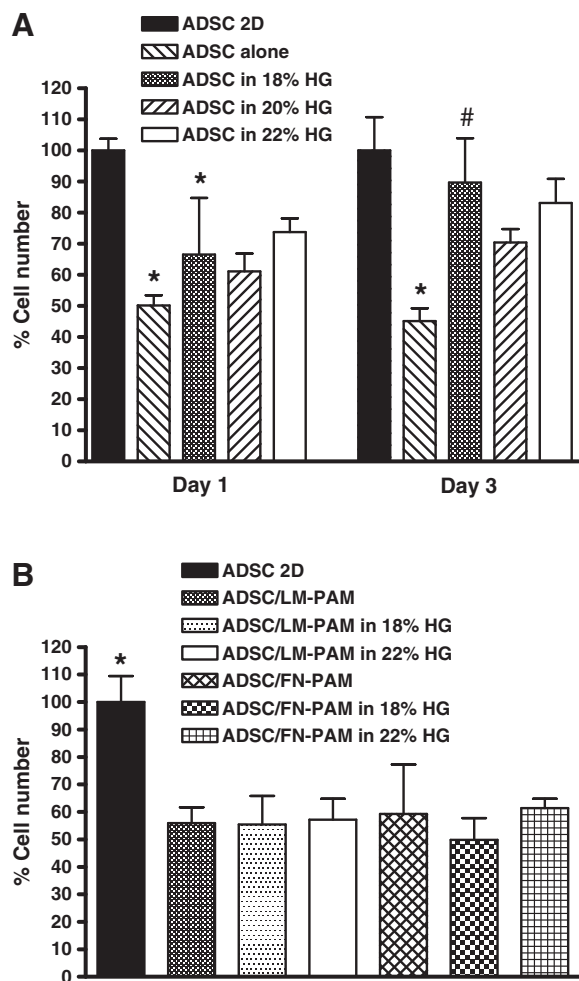 A
ADSC 2D
ADSC alone
ADSC in 18% HG
ADSC in 20% HG
ADSC in 22% HG
% Cell number
120
110
100
90
80
70
60
50
40
30
20
10
0
*
*
*
#
Day 1
Day 3
B
ADSC 2D
ADSC/LM-PAM
ADSC/LM-PAM in 18% HG
ADSC/LM-PAM in 22% HG
ADSC/FN-PAM
ADSC/FN-PAM in 18% HG
ADSC/FN-PAM in 22% HG
% Cell number
120
110
100
90
80
70
60
50
40
30
20
10
0
*